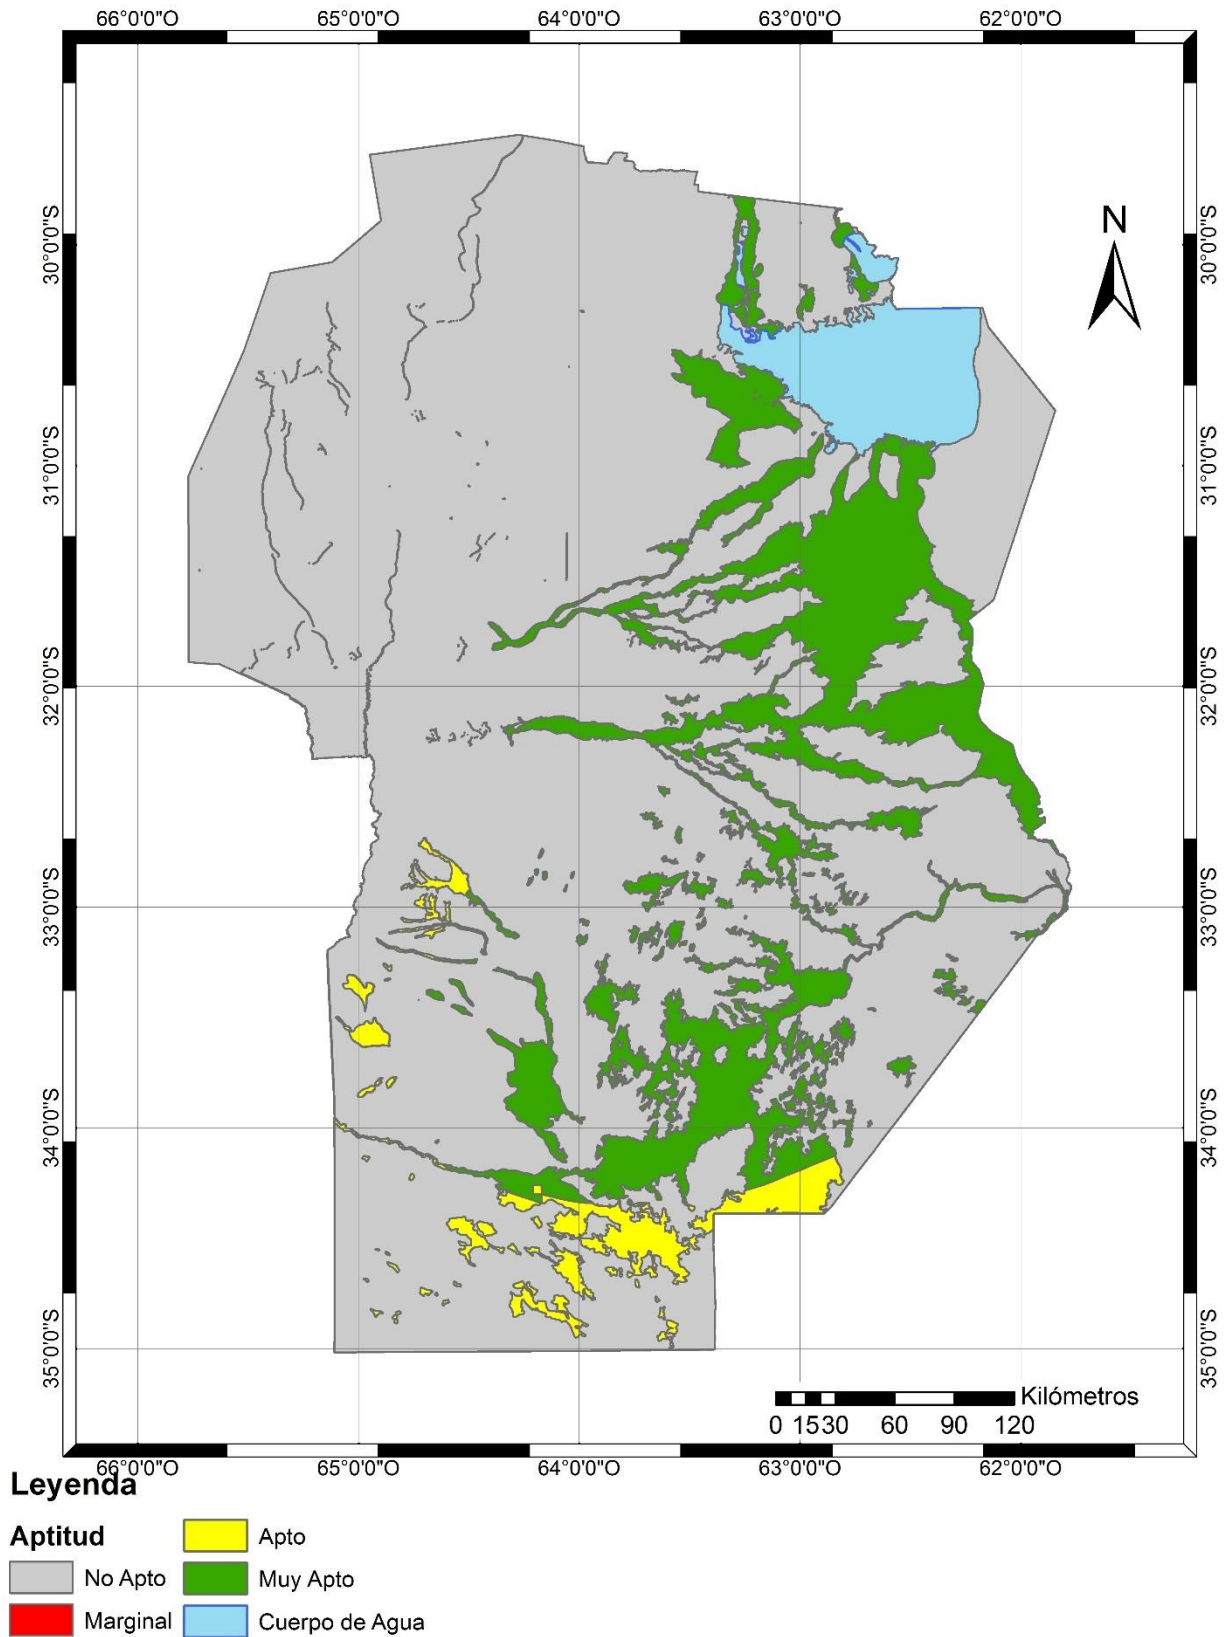 66°0'0"O 65°0'0"O 64°0'0"O 63°0'0"O 62°0'0"O
30°0'0"S 30°0'0"S
N
31°0'0"S 31°0'0"S
32°0'0"S 32°0'0"S
33°0'0"S 33°0'0"S
34°0'0"S 34°0'0"S
35°0'0"S 35°0'0"S
Kilómetros
0 15 30 60 90 120
66°0'0"O 65°0'0"O 64°0'0"O 63°0'0"O 62°0'0"O
Leyenda
Aptitud Apto
No Apto Muy Apto
Marginal Cuerpo de Agua